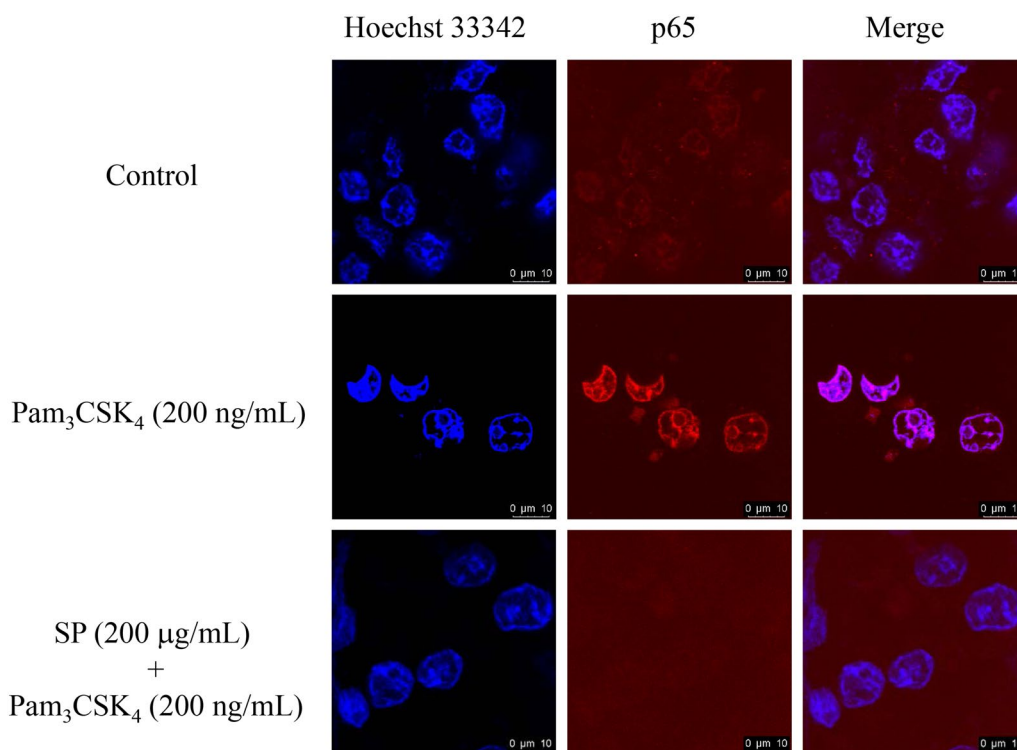 Hoechst 33342 p65 Merge
Control
0 µm 10 0 µm 10 0 µm 1
Pam₃CSK₄ (200 ng/mL)
0 µm 10 0 µm 10 0 µm 1
SP (200 µg/mL)
+
Pam₃CSK₄ (200 ng/mL)
0 µm 10 0 µm 10 0 µm 1